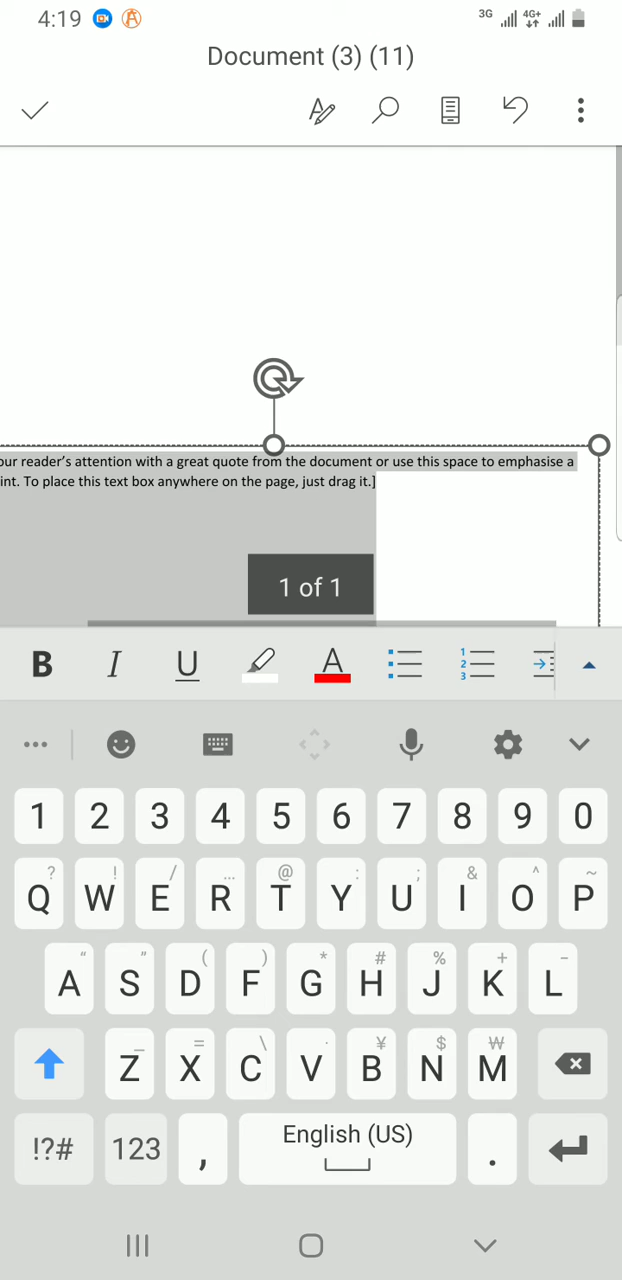 4:19 3G 4G+
Document (3) (11)
our reader's attention with a great quote from the document or use this space to emphasise a
int. To place this text box anywhere on the page, just drag it.]
1 of 1
B I U A 1 2 3
1 2 3 4 5 6 7 8 9 0
? ! / ... @ : ; & ^ ~
Q W E R T Y U I O P
" " ( ) * # % + -
A S D F G H J K L
_ = \ · ¥ $ ₩
Z X C V B N M
!?# 123 , English (US) .